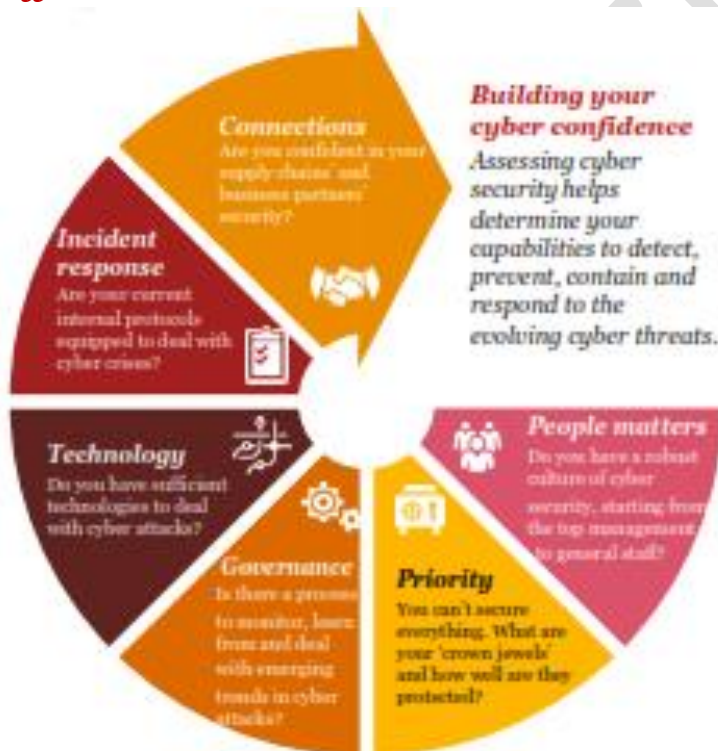 Building your
cyber confidence
Assessing cyber
security helps
determine your
capabilities to detect,
prevent, contain and
respond to the
evolving cyber threats.
Connections
Are you confident in your
supply chains' and
business partners'
security?
Incident
response
Are your current
internal protocols
equipped to deal with
cyber crises?
Technology
Do you have sufficient
technologies to deal
with cyber attacks?
Governance
Is there a process
to monitor, learn
from and deal
with emerging
trends in cyber
attacks?
Priority
You can't secure
everything. What are
your 'crown jewels'
and how well are they
protected?
People matters
Do you have a robust
culture of cyber
security, starting from
the top management
to general staff?